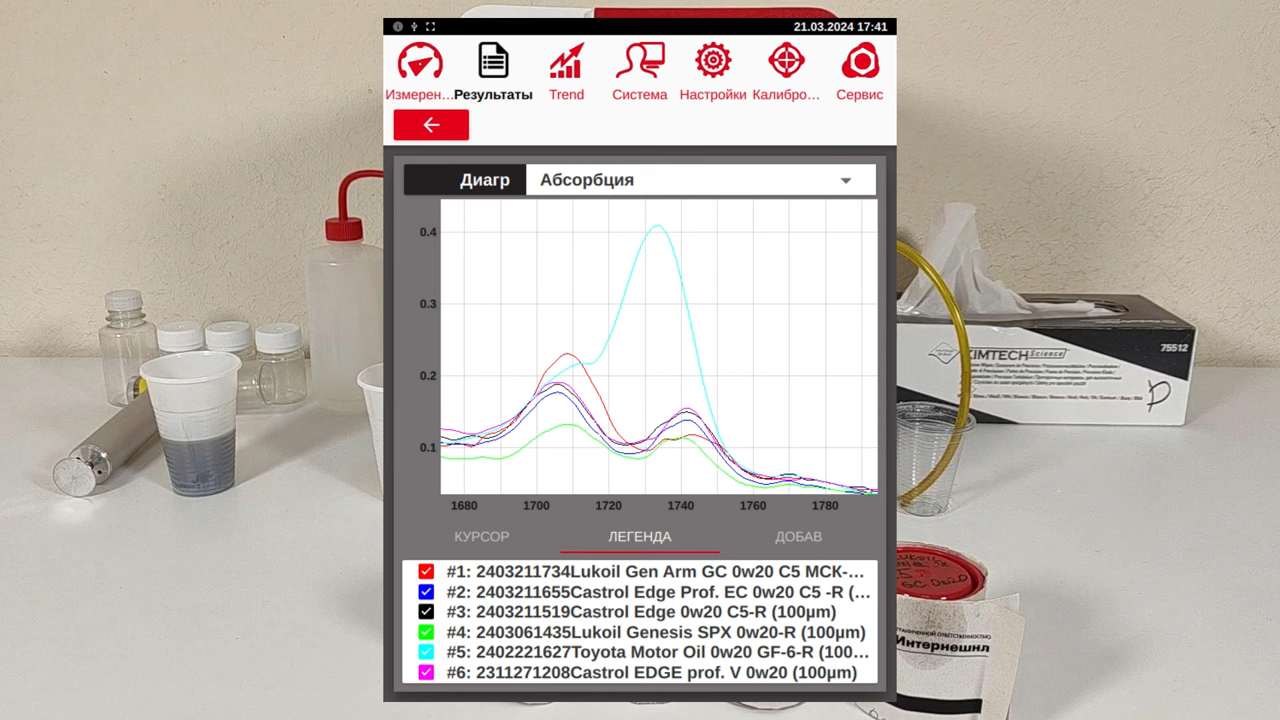 21.03.2024 17:41
Измерен... Результаты Trend Система Настройки Калибро... Сервис
Диагр Абсорбция
0.4
0.3
0.2
0.1
1680 1700 1720 1740 1760 1780
КУРСОР ЛЕГЕНДА ДОБАВ
#1: 2403211734Lukoil Gen Arm GC 0w20 C5 МСК-...
#2: 2403211655Castrol Edge Prof. EC 0w20 C5 -R (...
#3: 2403211519Castrol Edge 0w20 C5-R (100µm)
#4: 2403061435Lukoil Genesis SPX 0w20-R (100µm)
#5: 2402221627Toyota Motor Oil 0w20 GF-6-R (100...
#6: 2311271208Castrol EDGE prof. V 0w20 (100µm)
KIMTECH Science
75512
D
GC 0w20
Интернешнл